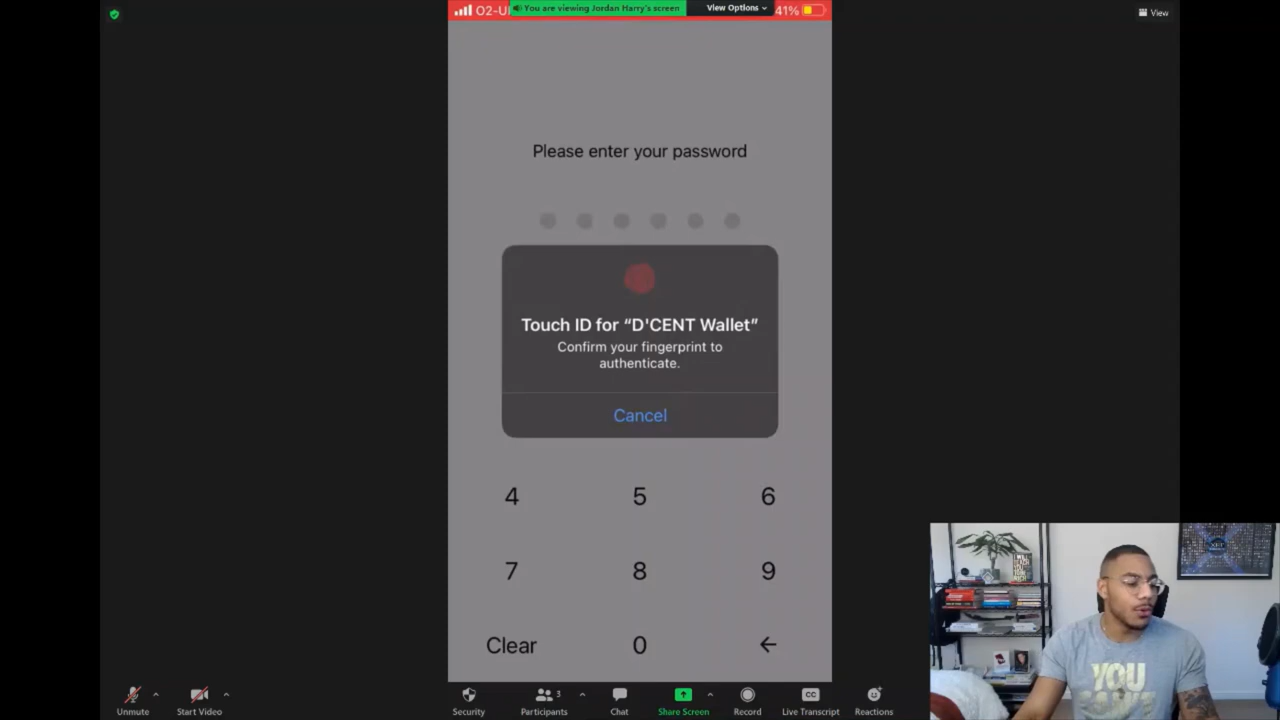 O2-U
You are viewing Jordan Harry's screen
View Options
41%
View
Please enter your password
Touch ID for “D'CENT Wallet”
Confirm your fingerprint to
authenticate.
Cancel
4 5 6
7 8 9
Clear 0
YOU
Unmute
Start Video
Security
Participants
3
Chat
Share Screen
Record
CC
Live Transcript
Reactions